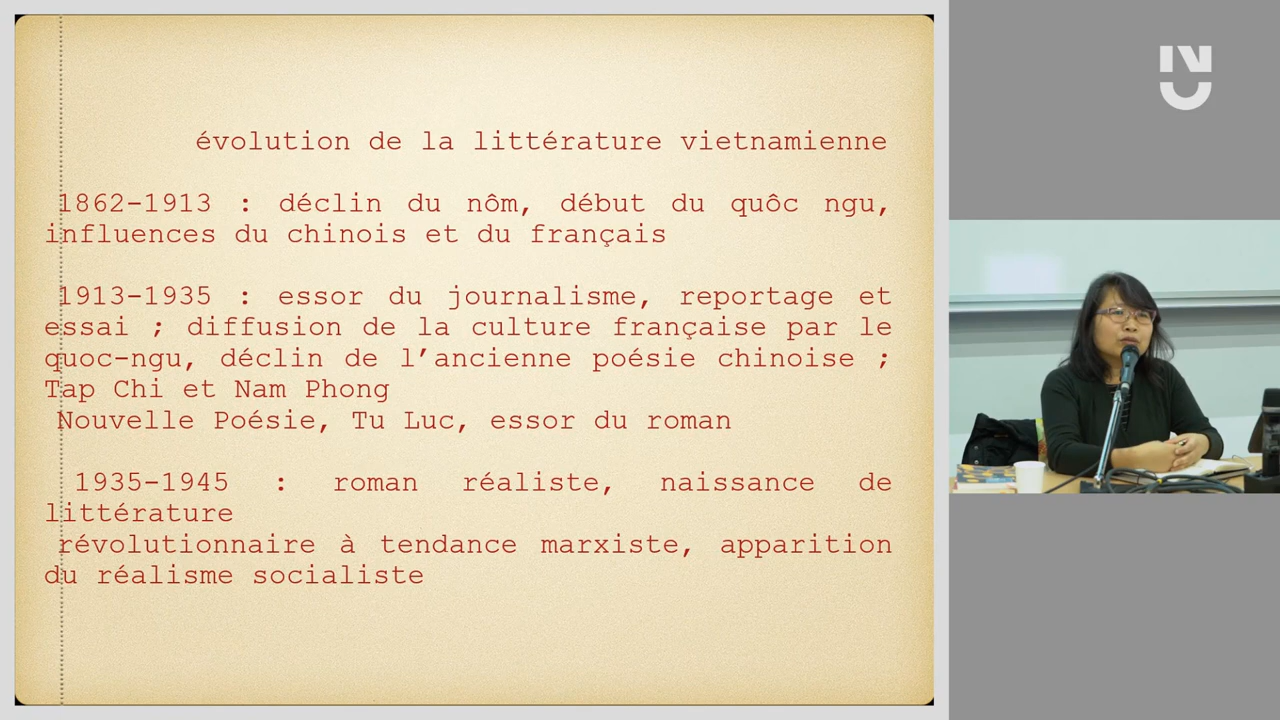 évolution de la littérature vietnamienne
1862-1913 : déclin du nôm, début du quôc ngu,
influences du chinois et du français
1913-1935 : essor du journalisme, reportage et
essai ; diffusion de la culture française par le
quoc-ngu, déclin de l’ancienne poésie chinoise ;
Tap Chi et Nam Phong
Nouvelle Poésie, Tu Luc, essor du roman
1935-1945 : roman réaliste, naissance de
littérature
révolutionnaire à tendance marxiste, apparition
du réalisme socialiste